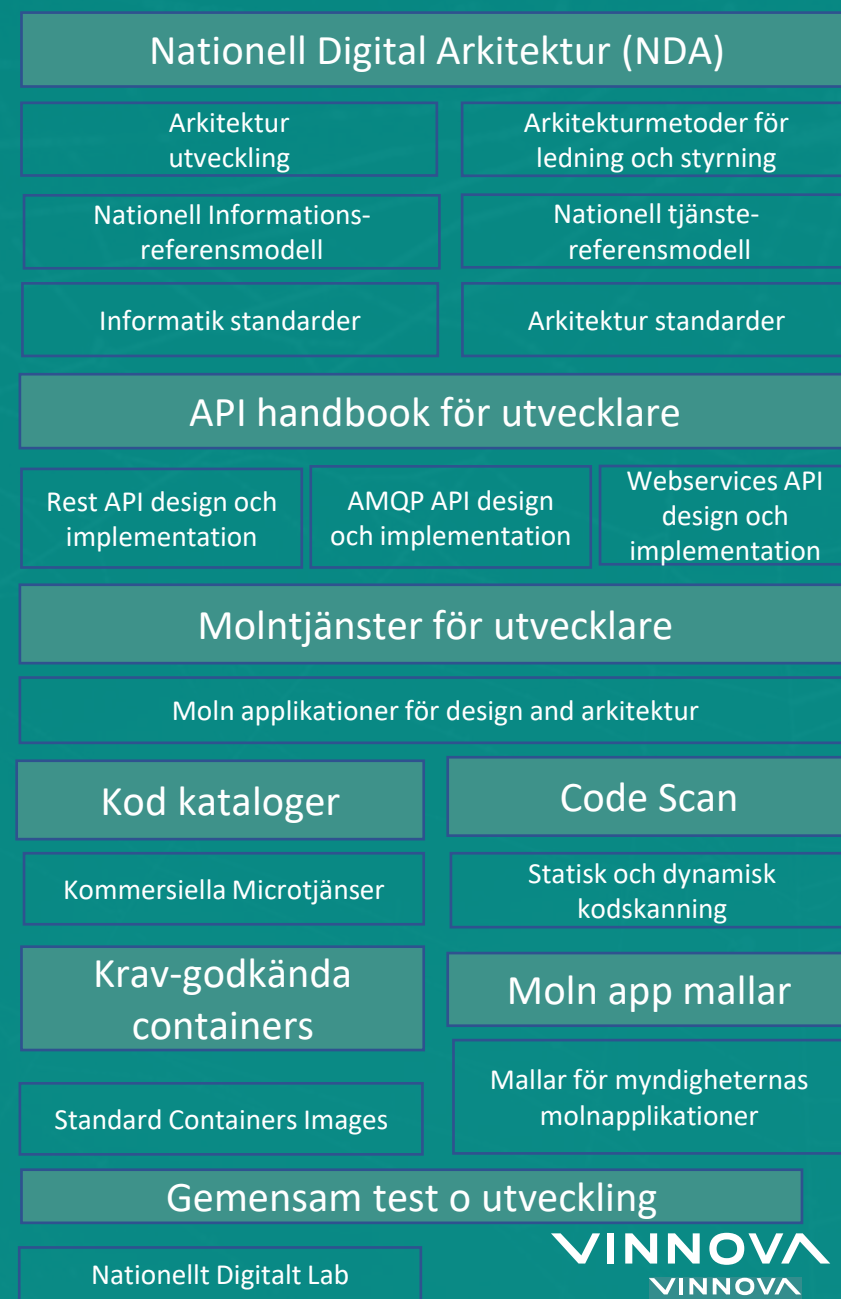 Nationell Digital Arkitektur (NDA)
Arkitektur
utveckling
Arkitekturmetoder för
ledning och styrning
Nationell Informations-
referensmodell
Nationell tjänste-
referensmodell
Informatik standarder
Arkitektur standarder
API handbook för utvecklare
Rest API design och
implementation
AMQP API design
och implementation
Webservices API
design och
implementation
Molntjänster för utvecklare
Moln applikationer för design and arkitektur
Kod kataloger
Code Scan
Kommersiella Microtjänser
Statisk och dynamisk
kodskanning
Krav-godkända
containers
Moln app mallar
Standard Containers Images
Mallar för myndigheternas
molnapplikationer
Gemensam test o utveckling
Nationellt Digitalt Lab
VINNOVA
VINNOVA